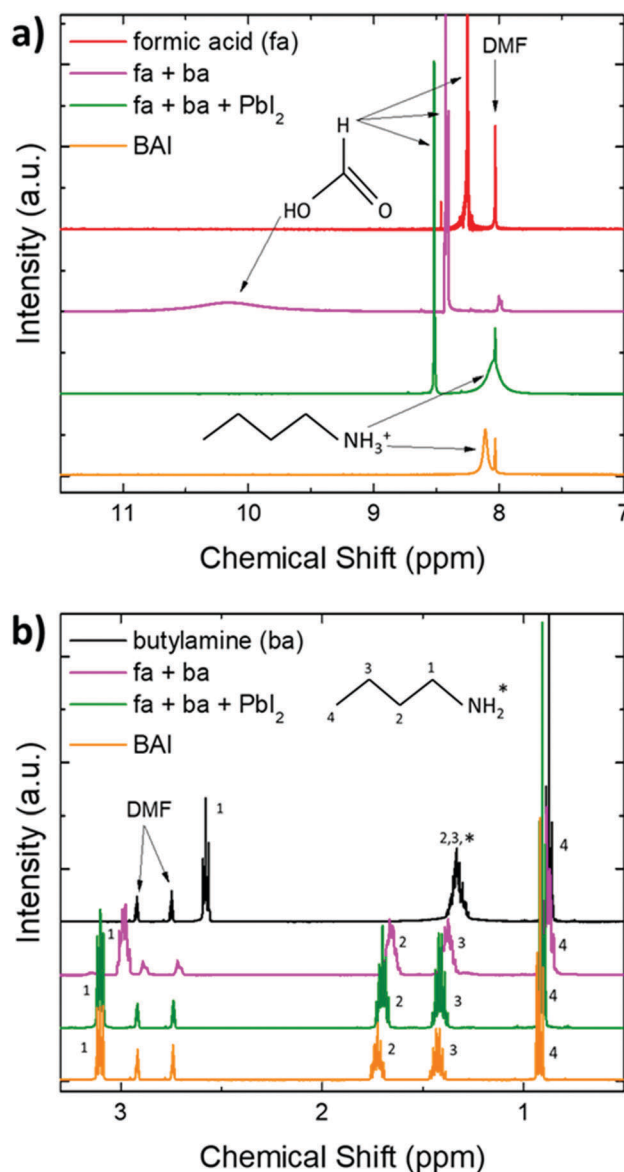 a)
formic acid (fa)
fa + ba
fa + ba + PbI₂
BAI
DMF
H
HO
O
NH₃⁺
Intensity (a.u.)
11 10 9 8 7
Chemical Shift (ppm)
b)
butylamine (ba)
fa + ba
fa + ba + PbI₂
BAI
3 1
4 2 NH₂*
DMF
1
2,3,*
4
1 2 3 4
1 2 3 4
1 2 3 4
Intensity (a.u.)
3 2 1
Chemical Shift (ppm)